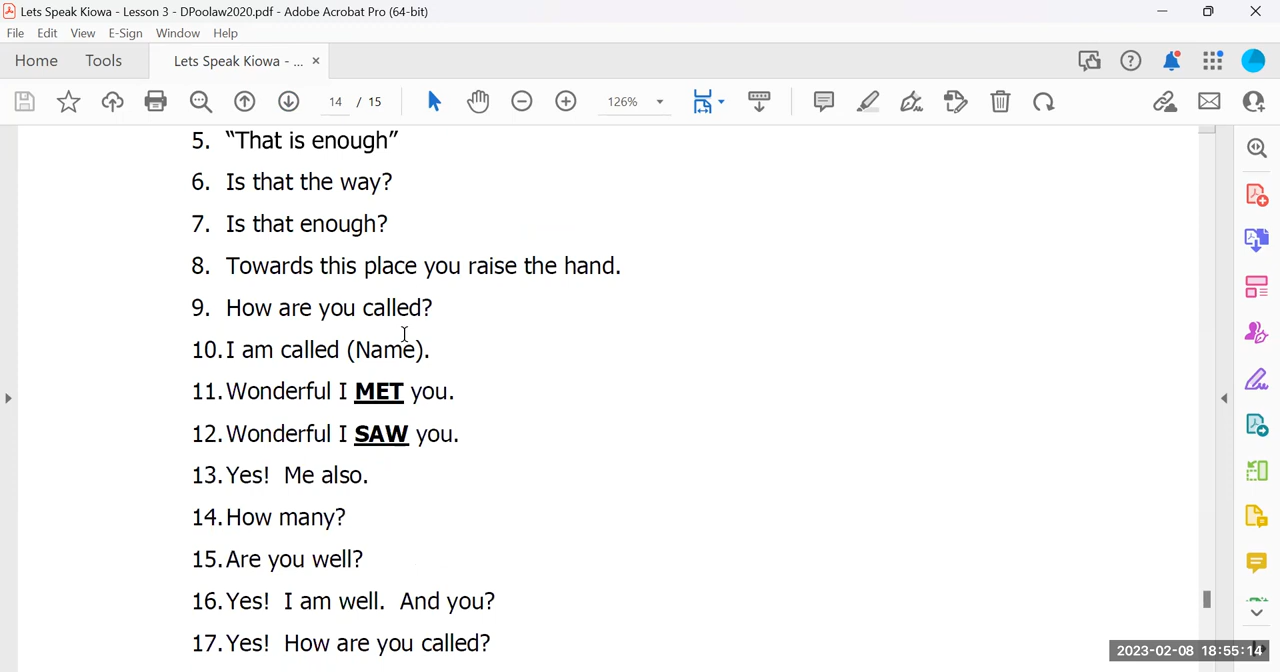 Lets Speak Kiowa - Lesson 3 - DPoolaw2020.pdf - Adobe Acrobat Pro (64-bit)
File Edit View E-Sign Window Help
Home Tools Lets Speak Kiowa - ... ×
14 / 15 126%
5. “That is enough”
6. Is that the way?
7. Is that enough?
8. Towards this place you raise the hand.
9. How are you called?
10. I am called (Name).
11. Wonderful I MET you.
12. Wonderful I SAW you.
13. Yes! Me also.
14. How many?
15. Are you well?
16. Yes! I am well. And you?
17. Yes! How are you called?
2023-02-08 18:55:14